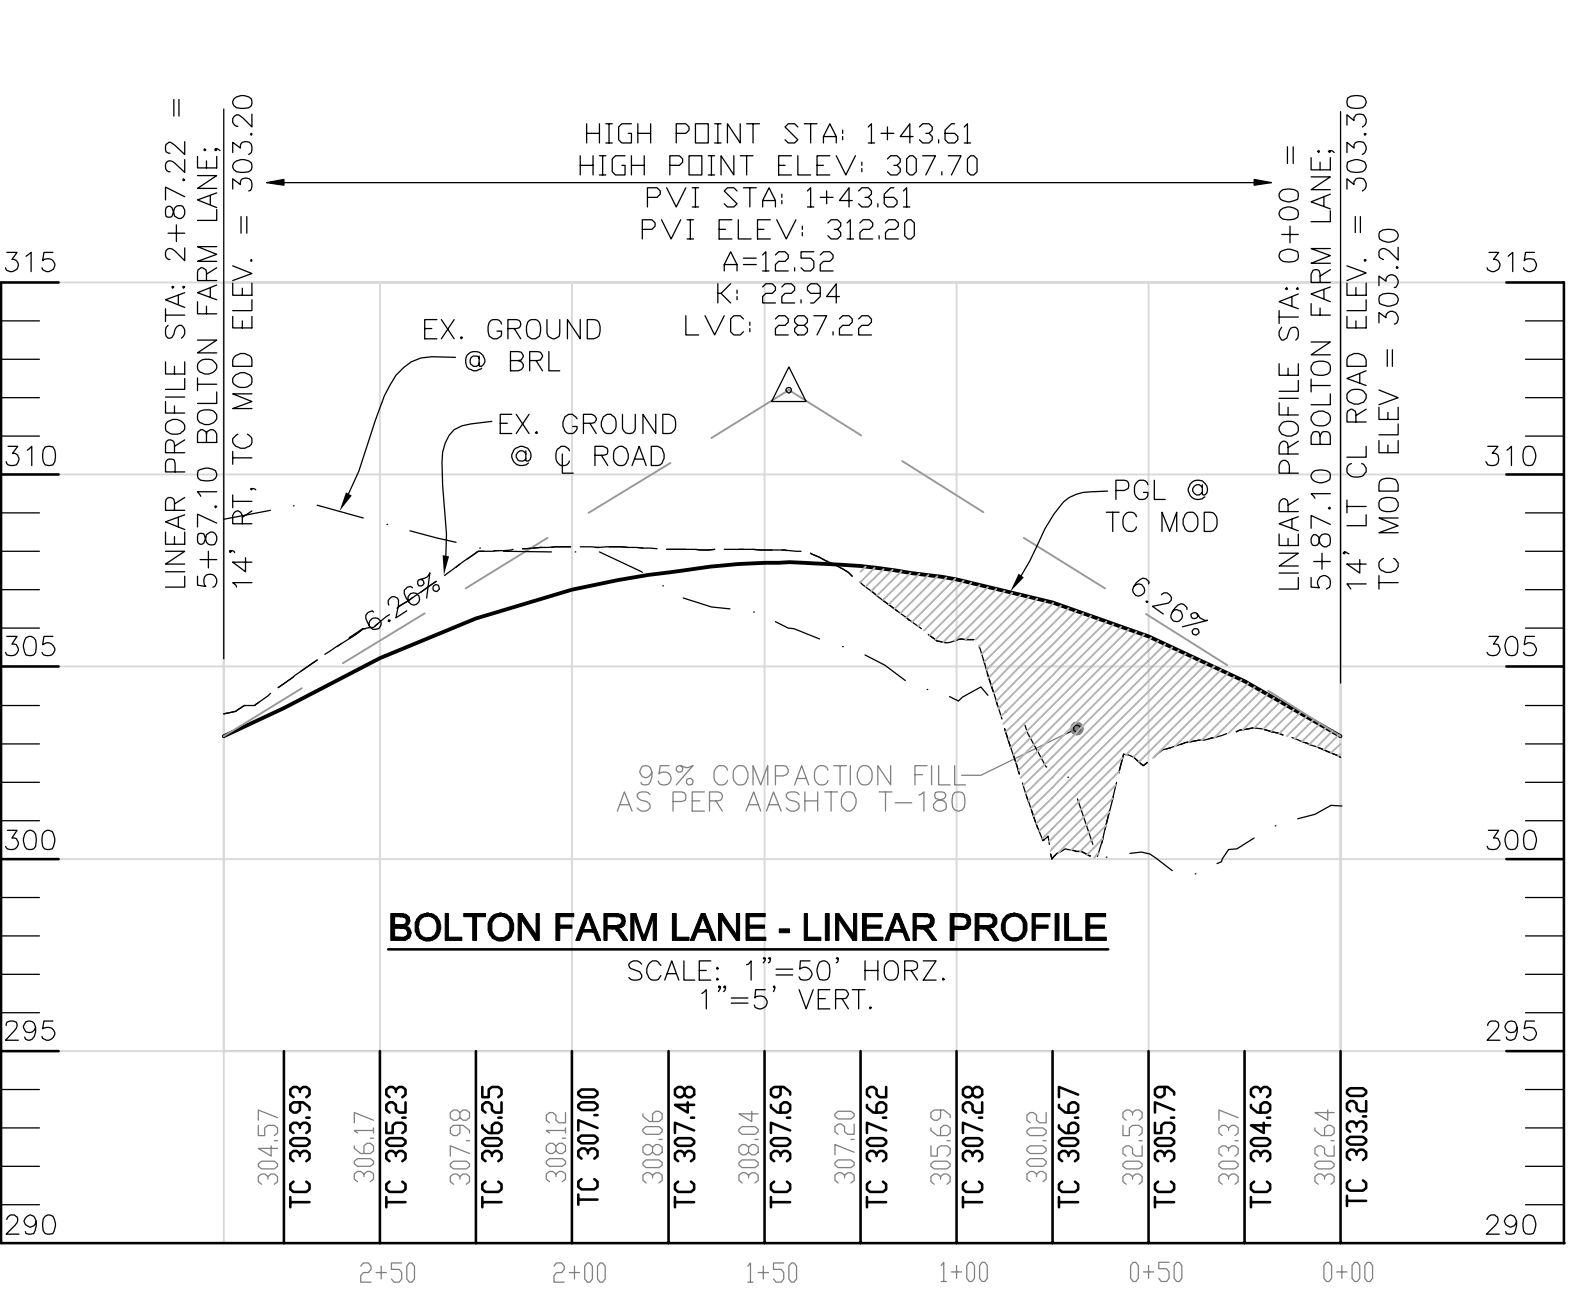 LINEAR PROFILE STA: 2+87.22 =
5+87.10 BOLTON FARM LANE;
14' RT, TC MOD ELEV. = 303.20
HIGH POINT STA: 1+43.61
HIGH POINT ELEV: 307.70
PVI STA: 1+43.61
PVI ELEV: 312.20
A=12.52
K: 22.94
LVC: 287.22
LINEAR PROFILE STA: 0+00 =
5+87.10 BOLTON FARM LANE;
14' LT CL ROAD ELEV. = 303.30
TC MOD ELEV = 303.20
315
315
EX. GROUND
@ BRL
EX. GROUND
@ ℄ ROAD
310
310
PGL @
TC MOD
6.26%
6.26%
305
305
95% COMPACTION FILL
AS PER AASHTO T-180
300
300
BOLTON FARM LANE - LINEAR PROFILE
SCALE: 1"=50' HORZ.
1"=5' VERT.
295
295
304.57
TC 303.93
306.17
TC 305.23
307.98
TC 306.25
308.12
TC 307.00
308.06
TC 307.48
308.04
TC 307.69
307.20
TC 307.62
305.69
TC 307.28
300.02
TC 306.67
302.53
TC 305.79
303.37
TC 304.63
302.64
TC 303.20
290
290
2+50
2+00
1+50
1+00
0+50
0+00